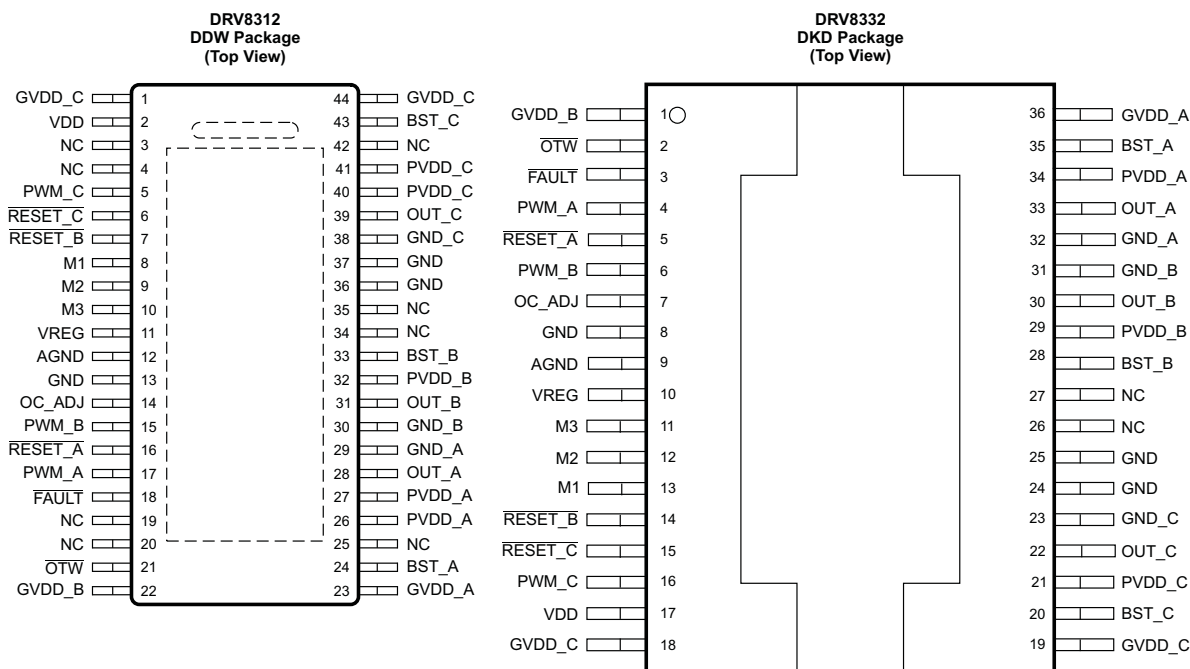 DRV8312
DDW Package
(Top View)
GVDD_C 1 44 GVDD_C
VDD 2 43 BST_C
NC 3 42 NC
NC 4 41 PVDD_C
PWM_C 5 40 PVDD_C
RESET_C 6 39 OUT_C
RESET_B 7 38 GND_C
M1 8 37 GND
M2 9 36 GND
M3 10 35 NC
VREG 11 34 NC
AGND 12 33 BST_B
GND 13 32 PVDD_B
OC_ADJ 14 31 OUT_B
PWM_B 15 30 GND_B
RESET_A 16 29 GND_A
PWM_A 17 28 OUT_A
FAULT 18 27 PVDD_A
NC 19 26 PVDD_A
NC 20 25 NC
OTW 21 24 BST_A
GVDD_B 22 23 GVDD_A
DRV8332
DKD Package
(Top View)
GVDD_B 1 36 GVDD_A
OTW 2 35 BST_A
FAULT 3 34 PVDD_A
PWM_A 4 33 OUT_A
RESET_A 5 32 GND_A
PWM_B 6 31 GND_B
OC_ADJ 7 30 OUT_B
GND 8 29 PVDD_B
AGND 9 28 BST_B
VREG 10 27 NC
M3 11 26 NC
M2 12 25 GND
M1 13 24 GND
RESET_B 14 23 GND_C
RESET_C 15 22 OUT_C
PWM_C 16 21 PVDD_C
VDD 17 20 BST_C
GVDD_C 18 19 GVDD_C